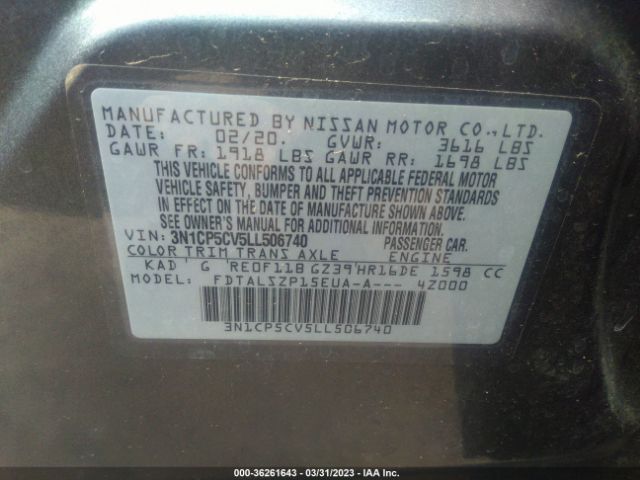 MANUFACTURED BY NISSAN MOTOR CO.,LTD.
DATE: 02/20. GVWR: 3616 LBS
GAWR FR: 1918 LBS GAWR RR: 1698 LBS
THIS VEHICLE CONFORMS TO ALL APPLICABLE FEDERAL MOTOR
VEHICLE SAFETY, BUMPER AND THEFT PREVENTION STANDARDS
IN EFFECT ON THE DATE OF MANUFACTURE SHOWN ABOVE.
SEE OWNER'S MANUAL FOR ADDITIONAL INFORMATION.
VIN: 3N1CP5CV5LL506740 PASSENGER CAR.
COLOR TRIM TRANS AXLE ENGINE
KAD ' G ' RE0F11B GZ39'HR16DE 1598 CC
MODEL: FDTALSZP15EUA-A--- 4Z000
3N1CP5CV5LL506740
000-36261643 - 03/31/2023 - IAA Inc.